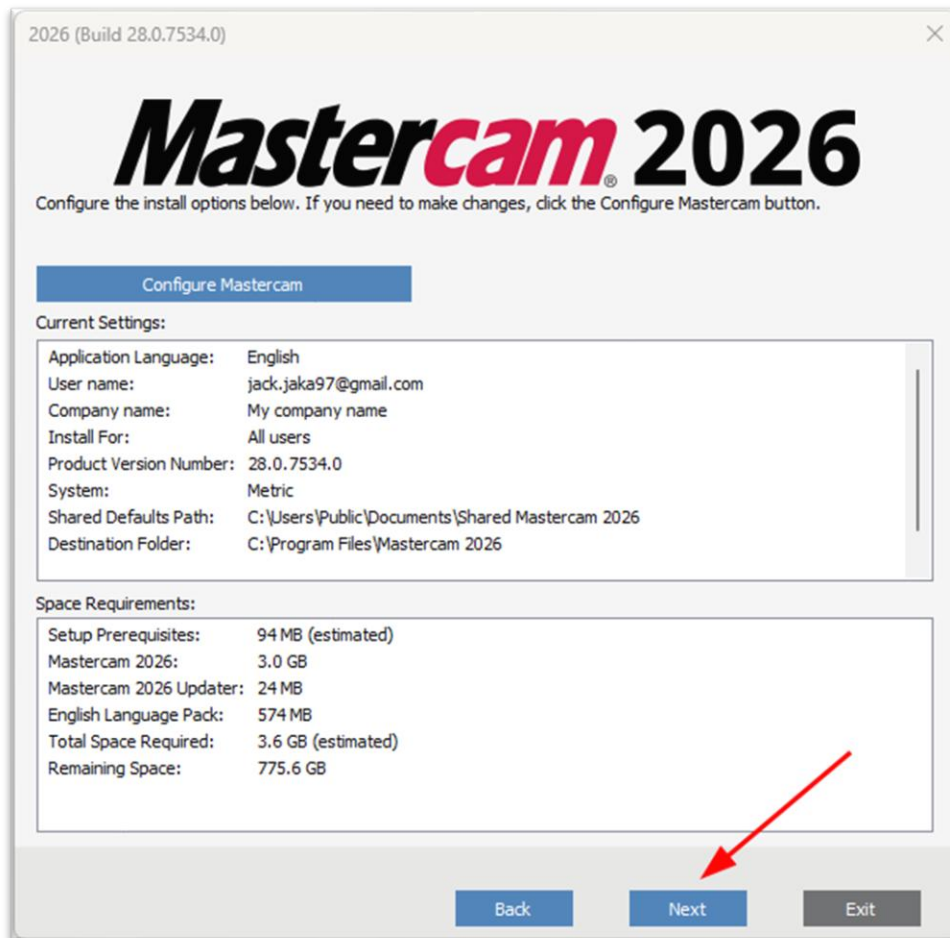 2026 (Build 28.0.7534.0)
Mastercam® 2026
Configure the install options below. If you need to make changes, click the Configure Mastercam button.
Configure Mastercam
Current Settings:
Application Language: English
User name: jack.jaka97@gmail.com
Company name: My company name
Install For: All users
Product Version Number: 28.0.7534.0
System: Metric
Shared Defaults Path: C:\Users\Public\Documents\Shared Mastercam 2026
Destination Folder: C:\Program Files\Mastercam 2026
Space Requirements:
Setup Prerequisites: 94 MB (estimated)
Mastercam 2026: 3.0 GB
Mastercam 2026 Updater: 24 MB
English Language Pack: 574 MB
Total Space Required: 3.6 GB (estimated)
Remaining Space: 775.6 GB
Back Next Exit